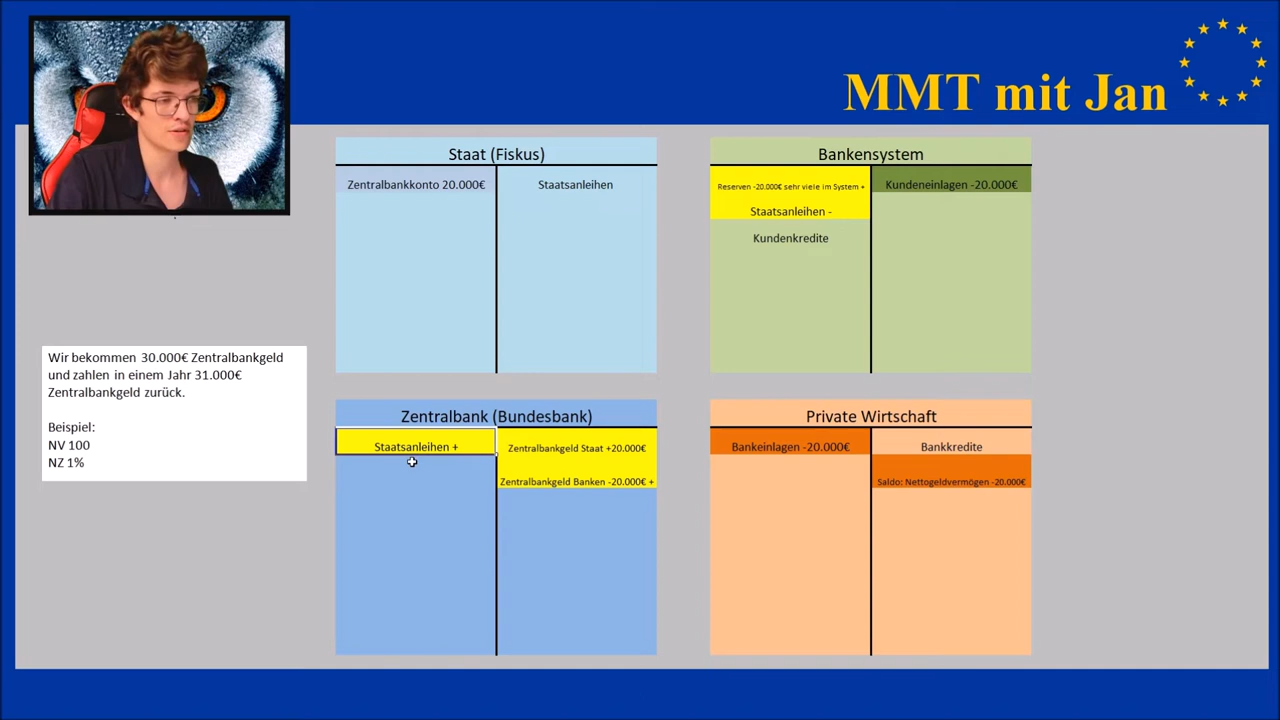 MMT mit Jan
Staat (Fiskus)
Zentralbankkonto 20.000€
Staatsanleihen
Bankensystem
Reserven -20.000€ sehr viele im System +
Staatsanleihen -
Kundenkredite
Kundeneinlagen -20.000€
Wir bekommen 30.000€ Zentralbankgeld
und zahlen in einem Jahr 31.000€
Zentralbankgeld zurück.
Beispiel:
NV 100
NZ 1%
Zentralbank (Bundesbank)
Staatsanleihen +
Zentralbankgeld Staat +20.000€
Zentralbankgeld Banken -20.000€ +
Private Wirtschaft
Bankeinlagen -20.000€
Bankkredite
Saldo: Nettogeldvermögen -20.000€